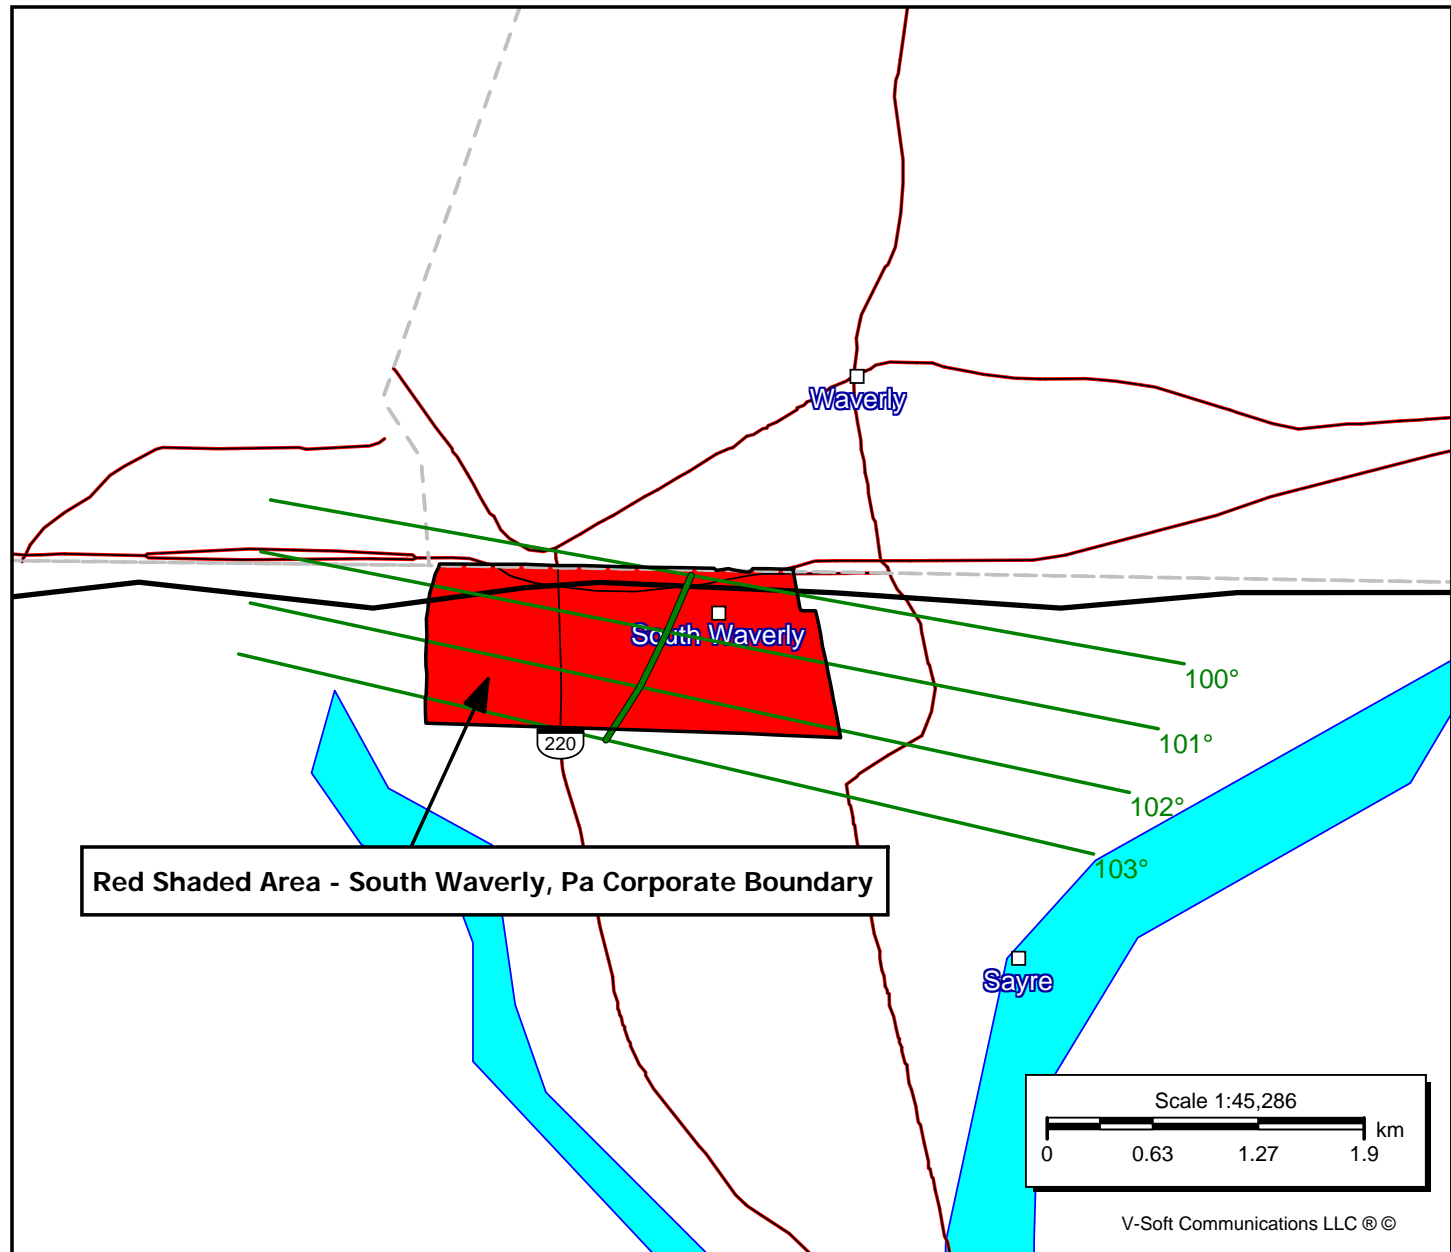 Waverly
South Waverly
100°
101°
220
102°
103°
Red Shaded Area - South Waverly, Pa Corporate Boundary
Sayre
Scale 1:45,286
km
0 0.63 1.27 1.9
V-Soft Communications LLC ® ©